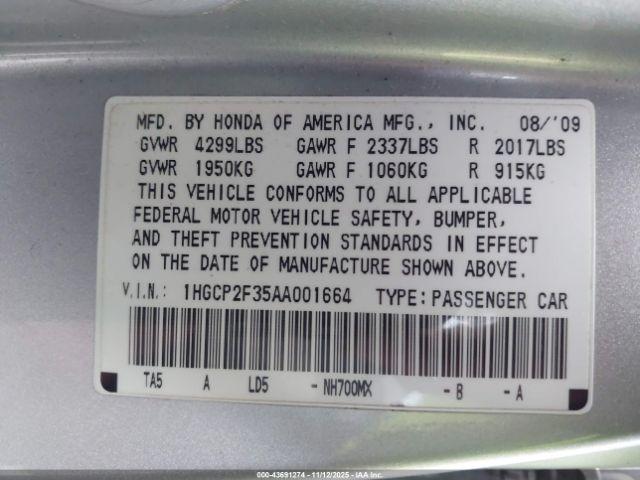 MFD. BY HONDA OF AMERICA MFG., INC. 08/'09
GVWR 4299LBS GAWR F 2337LBS R 2017LBS
GVWR 1950KG GAWR F 1060KG R 915KG
THIS VEHICLE CONFORMS TO ALL APPLICABLE
FEDERAL MOTOR VEHICLE SAFETY, BUMPER,
AND THEFT PREVENTION STANDARDS IN EFFECT
ON THE DATE OF MANUFACTURE SHOWN ABOVE.
V.I.N.: 1HGCP2F35AA001664 TYPE:PASSENGER CAR
TA5 A LD5 -NH700MX -B -A
000-43691274 - 11/12/2025 - IAA.COM